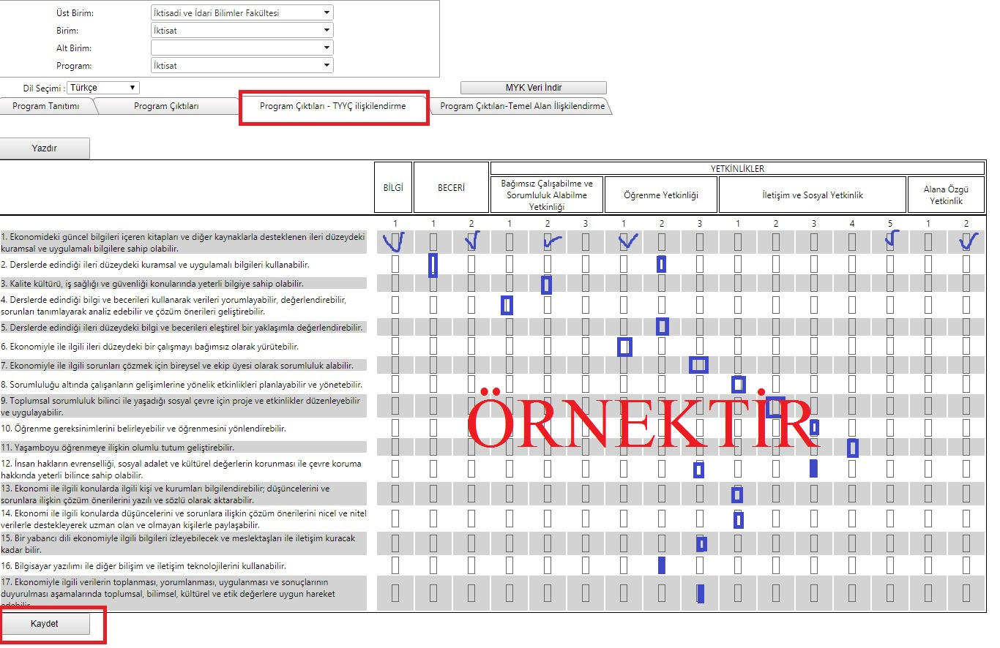 Üst Birim: İktisadi ve İdari Bilimler Fakültesi
Birim: İktisat
Alt Birim:
Program: İktisat
Dil Seçimi : Türkçe
MYK Veri İndir
Program Tanıtımı Program Çıktıları Program Çıktıları - TYYÇ ilişkilendirme Program Çıktıları-Temel Alan İlişkilendirme
Yazdır
YETKİNLİKLER
BİLGİ BECERİ Bağımsız Çalışabilme ve Sorumluluk Alabilme Yetkinliği Öğrenme Yetkinliği İletişim ve Sosyal Yetkinlik Alana Özgü Yetkinlik
1 1 2 1 2 3 1 2 3 1 2 3 4 5 1 2
1. Ekonomideki güncel bilgileri içeren kitapları ve diğer kaynaklarla desteklenen ileri düzeydeki
kuramsal ve uygulamalı bilgilere sahip olabilir.
2. Derslerde edindiği ileri düzeydeki kuramsal ve uygulamalı bilgileri kullanabilir.
3. Kalite kültürü, iş sağlığı ve güvenliği konularında yeterli bilgiye sahip olabilir.
4. Derslerde edindiği bilgi ve becerileri kullanarak verileri yorumlayabilir, değerlendirebilir,
sorunları tanımlayarak analiz edebilir ve çözüm önerileri geliştirebilir.
5. Derslerde edindiği ileri düzeydeki bilgi ve becerileri eleştirel bir yaklaşımla değerlendirebilir.
6. Ekonomiyle ile ilgili ileri düzeydeki bir çalışmayı bağımsız olarak yürütebilir.
7. Ekonomiyle ile ilgili sorunları çözmek için bireysel ve ekip üyesi olarak sorumluluk alabilir.
8. Sorumluluğu altında çalışanların gelişimlerine yönelik etkinlikleri planlayabilir ve yönetebilir.
9. Toplumsal sorumluluk bilinci ile yaşadığı sosyal çevre için proje ve etkinlikler düzenleyebilir
ve uygulayabilir.
ÖRNEKTİR
10. Öğrenme gereksinimlerini belirleyebilir ve öğrenmesini yönlendirebilir.
11. Yaşamboyu öğrenmeye ilişkin olumlu tutum geliştirebilir.
12. İnsan hakların evrenselliği, sosyal adalet ve kültürel değerlerin korunması ile çevre koruma
hakkında yeterli bilince sahip olabilir.
13. Ekonomi ile ilgili konularda ilgili kişi ve kurumları bilgilendirebilir; düşüncelerini ve
sorunlara ilişkin çözüm önerilerini yazılı ve sözlü olarak aktarabilir.
14. Ekonomi ile ilgili konularda düşüncelerini ve sorunlara ilişkin çözüm önerilerini nicel ve nitel
verilerle destekleyerek uzman olan ve olmayan kişilerle paylaşabilir.
15. Bir yabancı dili ekonomiyle ilgili bilgileri izleyebilecek ve meslektaşları ile iletişim kuracak
kadar bilir.
16. Bilgisayar yazılımı ile diğer bilişim ve iletişim teknolojilerini kullanabilir.
17. Ekonomiyle ilgili verilerin toplanması, yorumlanması, uygulanması ve sonuçlarının
duyurulması aşamalarında toplumsal, bilimsel, kültürel ve etik değerlere uygun hareket
edebilir.
Kaydet